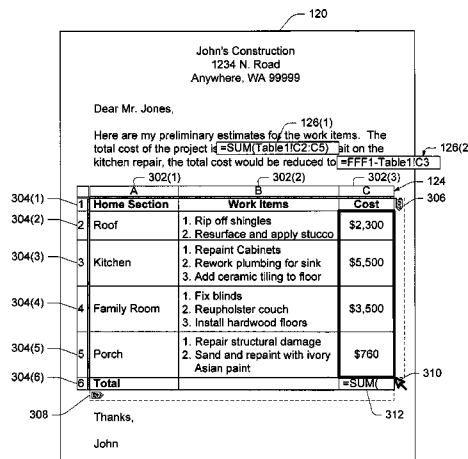 120
John's Construction
1234 N. Road
Anywhere, WA 99999
Dear Mr. Jones,
126(1)
Here are my preliminary estimates for the work items. The
total cost of the project is =SUM(Table1!C2:C5) ait on the
126(2
kitchen repair, the total cost would be reduced to =FFF1-Table1!C3
302(1) 302(2) 302(3)
A B C 124
304(1) 1 Home Section Work Items Cost 306
304(2) 2 Roof 1. Rip off shingles $2,300
2. Resurface and apply stucco
304(3) 3 Kitchen 1. Repaint Cabinets $5,500
2. Rework plumbing for sink
3. Add ceramic tiling to floor
304(4) 4 Family Room 1. Fix blinds $3,500
2. Reupholster couch
3. Install hardwood floors
304(5) 5 Porch 1. Repair structural damage $760
2. Sand and repaint with ivory
Asian paint
304(6) 6 Total =SUM( 310
308 312
Thanks,
John